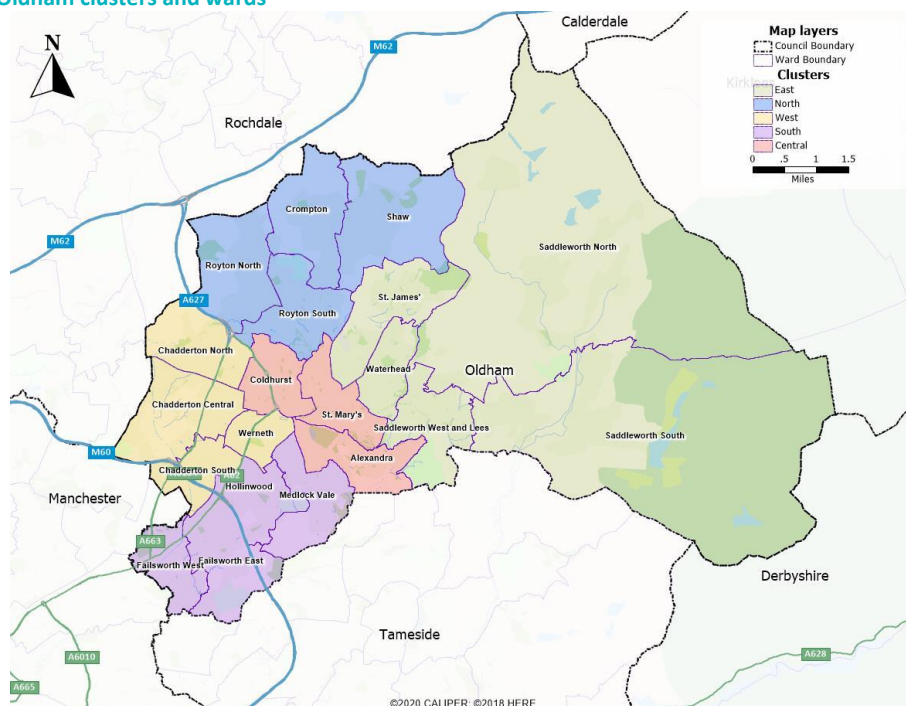 Oldham clusters and wards
Calderdale
N
M62
Map layers
Council Boundary
Ward Boundary
Clusters
East
North
West
South
Central
0 .5 1 1.5
Miles
Rochdale
Crompton
Shaw
M62
Saddleworth North
Royton North
St. James'
A627
Royton South
Chadderton North
Waterhead
Oldham
Coldhurst
Chadderton Central
St. Mary's
Saddleworth West and Lees
Saddleworth South
Werneth
M60
Alexandra
Chadderton South
A62
Manchester
Hollinwood
Medlock Vale
A663
Failsworth West
Failsworth East
Derbyshire
Tameside
A6010
A628
A665
©2020 CALIPER; ©2018 HERE